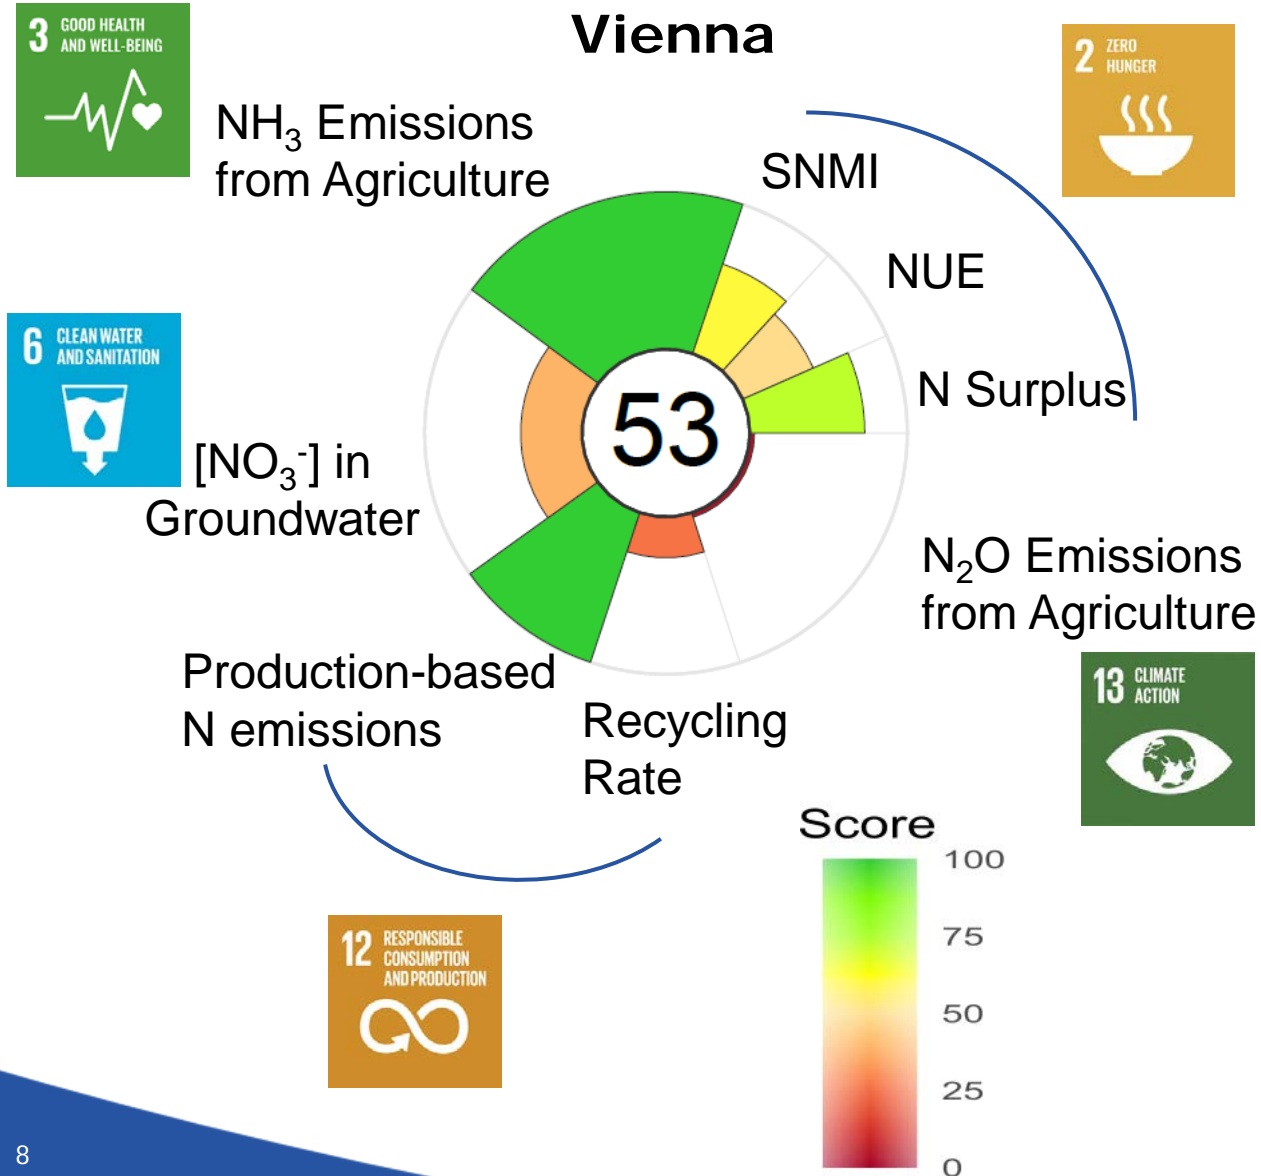 Vienna
3 GOOD HEALTH
AND WELL-BEING
2 ZERO
HUNGER
NH₃ Emissions
from Agriculture
SNMI
NUE
N Surplus
6 CLEAN WATER
AND SANITATION
[NO₃⁻] in
Groundwater
53
N₂O Emissions
from Agriculture
13 CLIMATE
ACTION
Production-based
N emissions
Recycling
Rate
12 RESPONSIBLE
CONSUMPTION
AND PRODUCTION
Score
100
75
50
25
0
8